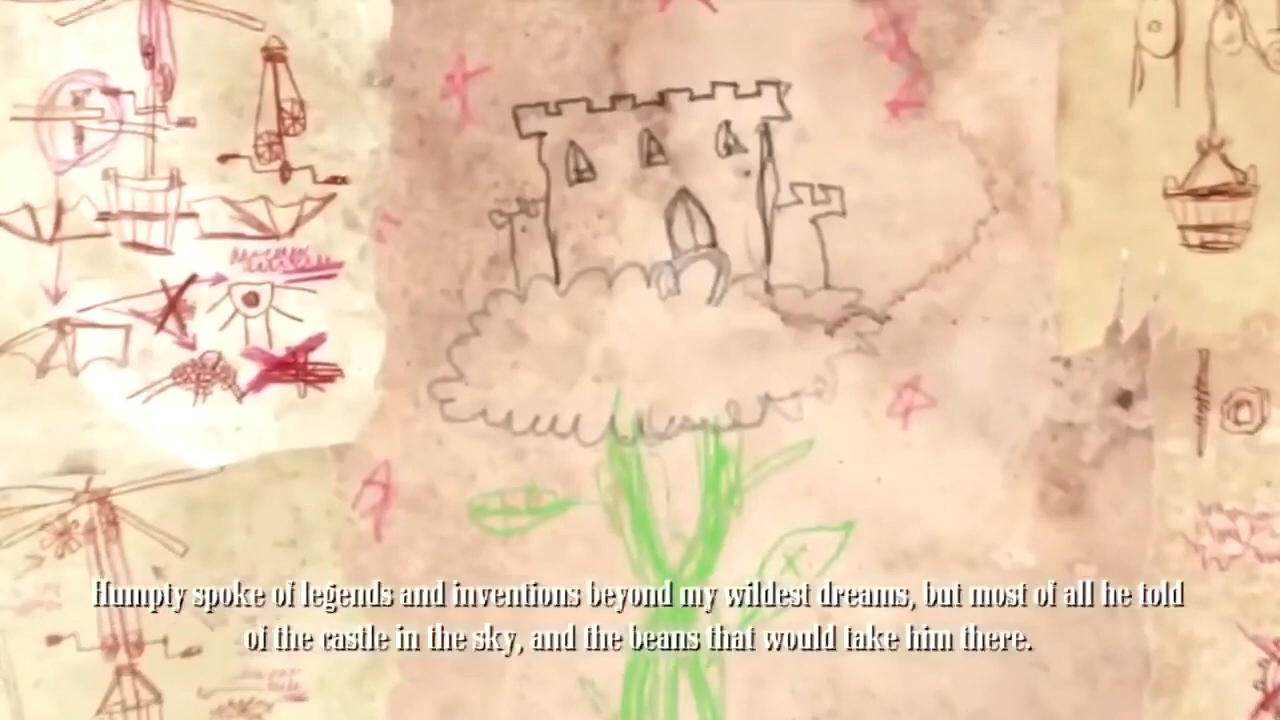 Humpty spoke of legends and inventions beyond my wildest dreams, but most of all he told
of the castle in the sky, and the beans that would take him there.